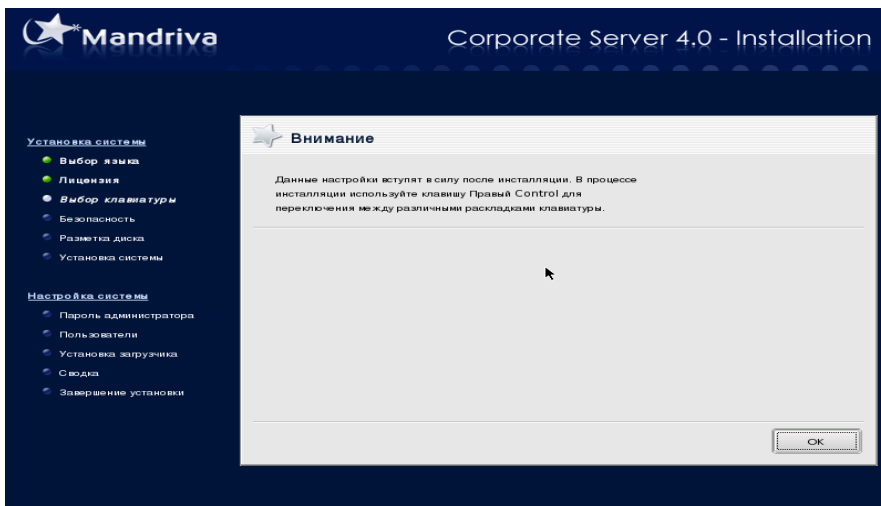 Mandriva
Corporate Server 4.0 - Installation
Установка системы
Выбор языка
Лицензия
Выбор клавиатуры
Безопасность
Разметка диска
Установка системы
Настройка системы
Пароль администратора
Пользователи
Установка загрузчика
Сводка
Завершение установки
Внимание
Данные настройки вступят в силу после инсталляции. В процессе
инсталляции используйте клавишу Правый Control для
переключения между различными раскладками клавиатуры.
OK